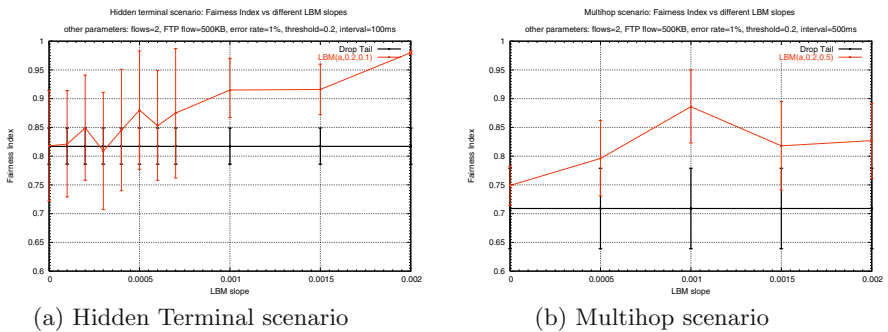 Hidden terminal scenario: Fairness Index vs different LBM slopes
other parameters: flows=2, FTP flow=500KB, error rate=1%, threshold=0.2, interval=100ms
1
0.95
0.9
0.85
0.8
0.75
0.7
0.65
0.6
Fairness Index
Drop Tail
LBM(a,0.2,0.1)
0 0.0005 0.001 0.0015 0.002
LBM slope
(a) Hidden Terminal scenario
Multihop scenario: Fairness Index vs different LBM slopes
other parameters: flows=2, FTP flow=500KB, error rate=1%, threshold=0.2, interval=500ms
1
0.95
0.9
0.85
0.8
0.75
0.7
0.65
0.6
Fairness Index
Drop Tail
LBM(a,0.2,0.5)
0 0.0005 0.001 0.0015 0.002
LBM slope
(b) Multihop scenario